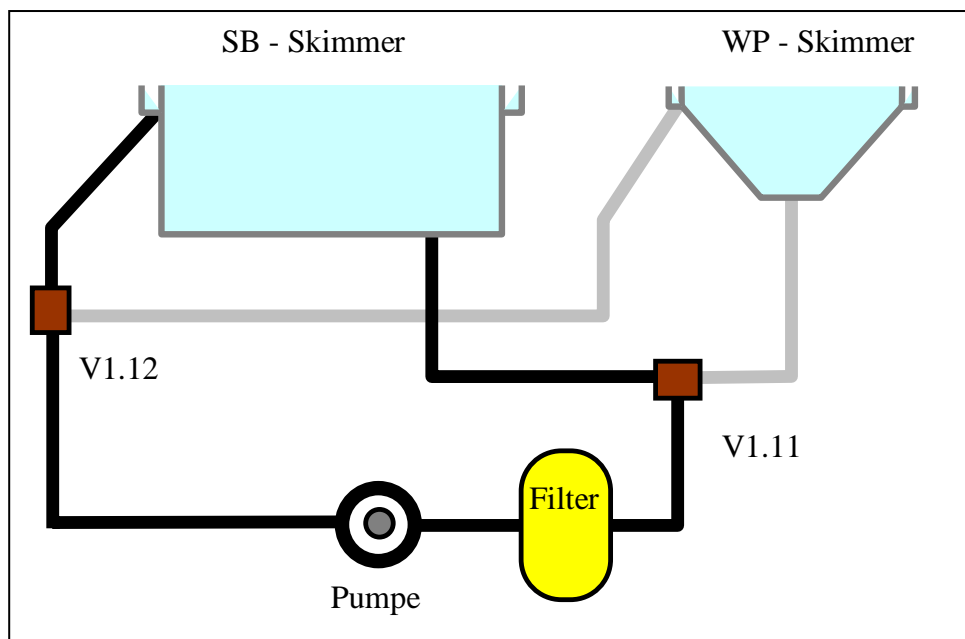 SB - Skimmer
WP - Skimmer
V1.12
V1.11
Filter
Pumpe